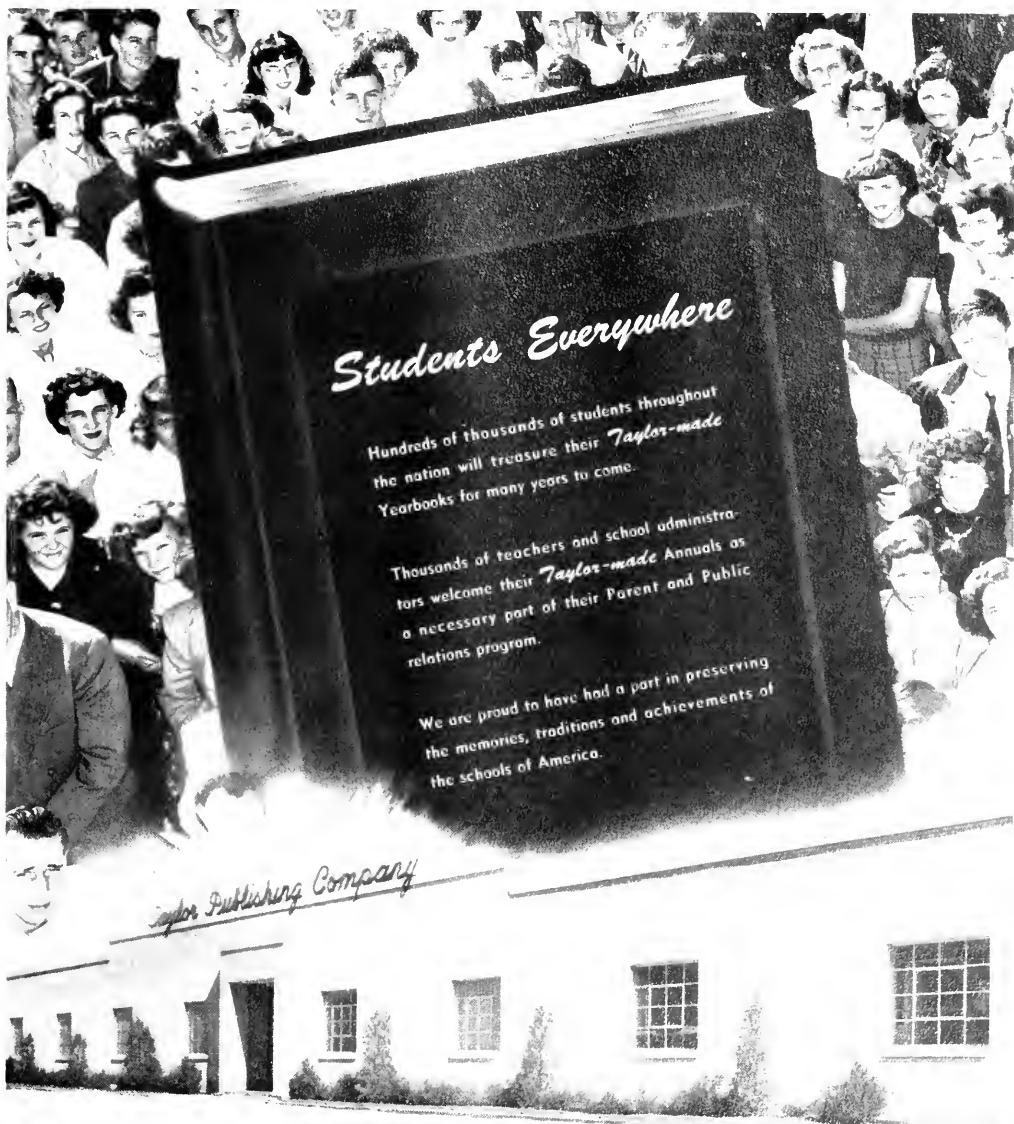 Students Everywhere
Hundreds of thousands of students throughout
the nation will treasure their Taylor-made
Yearbooks for many years to come.
Thousands of teachers and school administra-
tors welcome their Taylor-made Annuals as
a necessary part of their Parent and Public
relations program.
We are proud to have had a part in preserving
the memories, traditions and achievements of
the schools of America.
Taylor Publishing Company